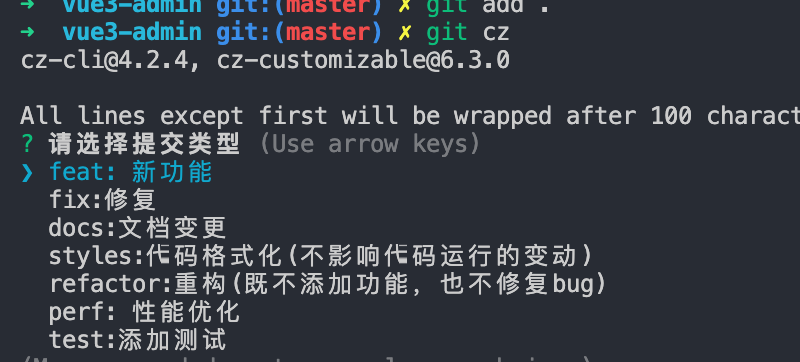 ➜ vue3-admin git:(master) ✗ git add .
➜ vue3-admin git:(master) ✗ git cz
cz-cli@4.2.4, cz-customizable@6.3.0
All lines except first will be wrapped after 100 charact
? 请选择提交类型 (Use arrow keys)
❯ feat: 新功能
fix:修复
docs:文档变更
styles:代码格式化(不影响代码运行的变动)
refactor:重构(既不添加功能, 也不修复bug)
perf: 性能优化
test:添加测试